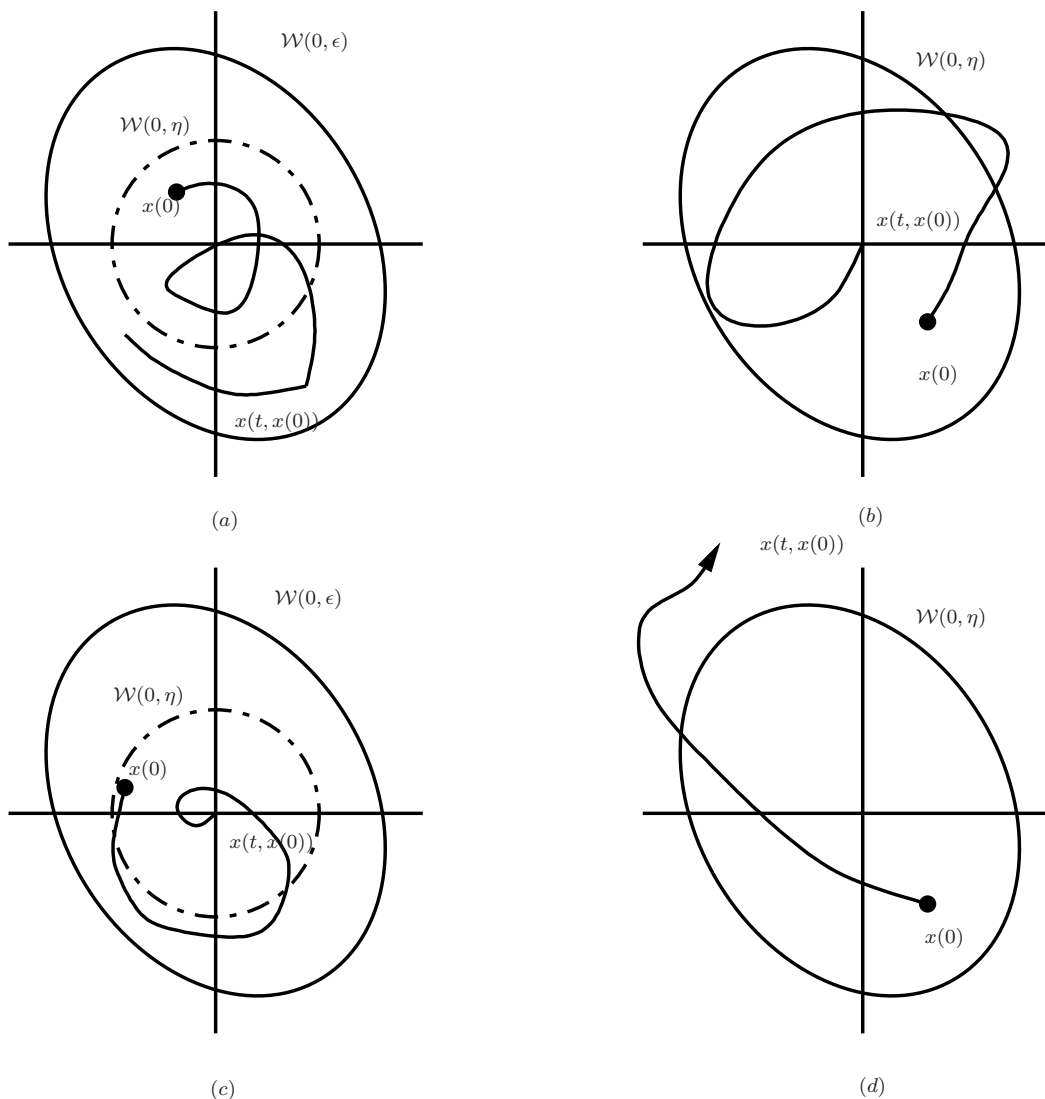 𝒲(0, ϵ)
𝒲(0, η)
x(0)
x(t, x(0))
(a)
𝒲(0, η)
x(t, x(0))
x(0)
(b)
𝒲(0, ϵ)
𝒲(0, η)
x(0)
x(t, x(0))
(c)
x(t, x(0))
𝒲(0, η)
x(0)
(d)